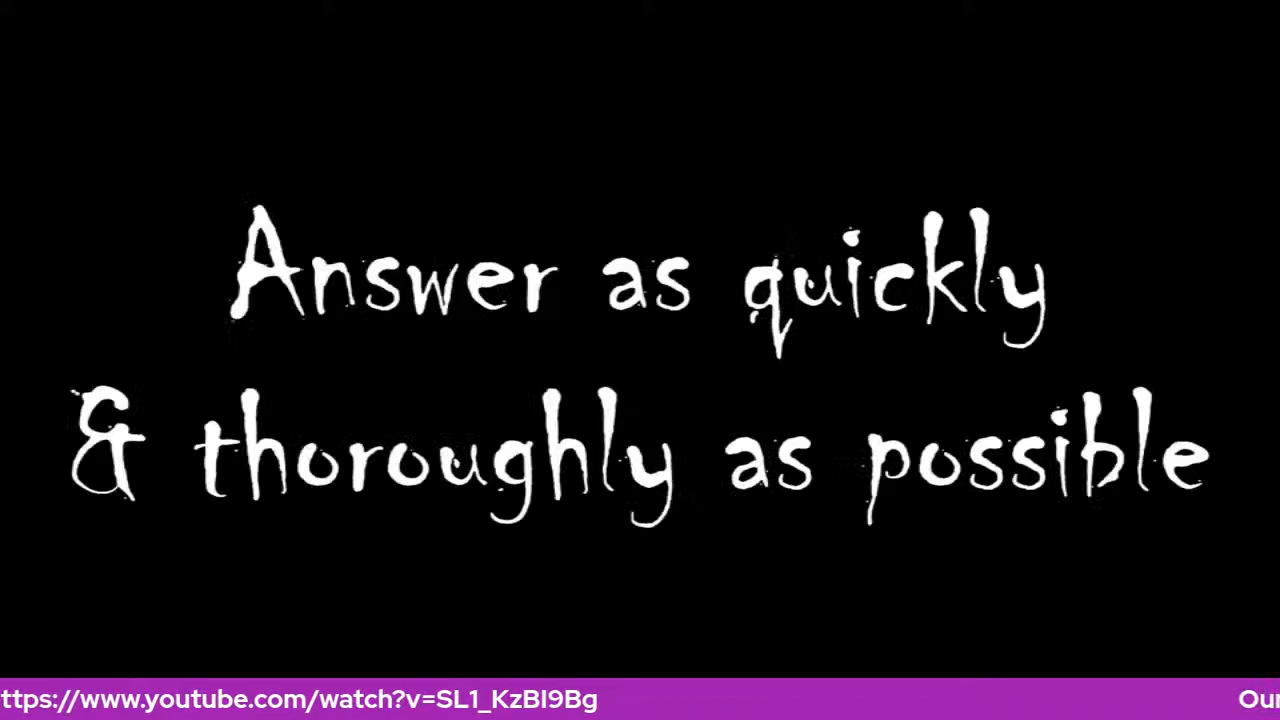 Answer as quickly
& thoroughly as possible
ttps://www.youtube.com/watch?v=SL1_KzBI9Bg
Our